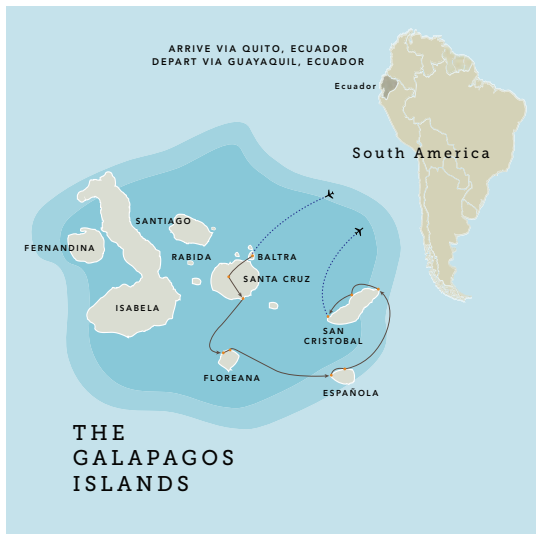 ARRIVE VIA QUITO, ECUADOR
DEPART VIA GUAYAQUIL, ECUADOR
Ecuador
South America
SANTIAGO
FERNANDINA
RABIDA
BALTRA
SANTA CRUZ
ISABELA
SAN
CRISTOBAL
FLOREANA
ESPAÑOLA
THE
GALAPAGOS
ISLANDS